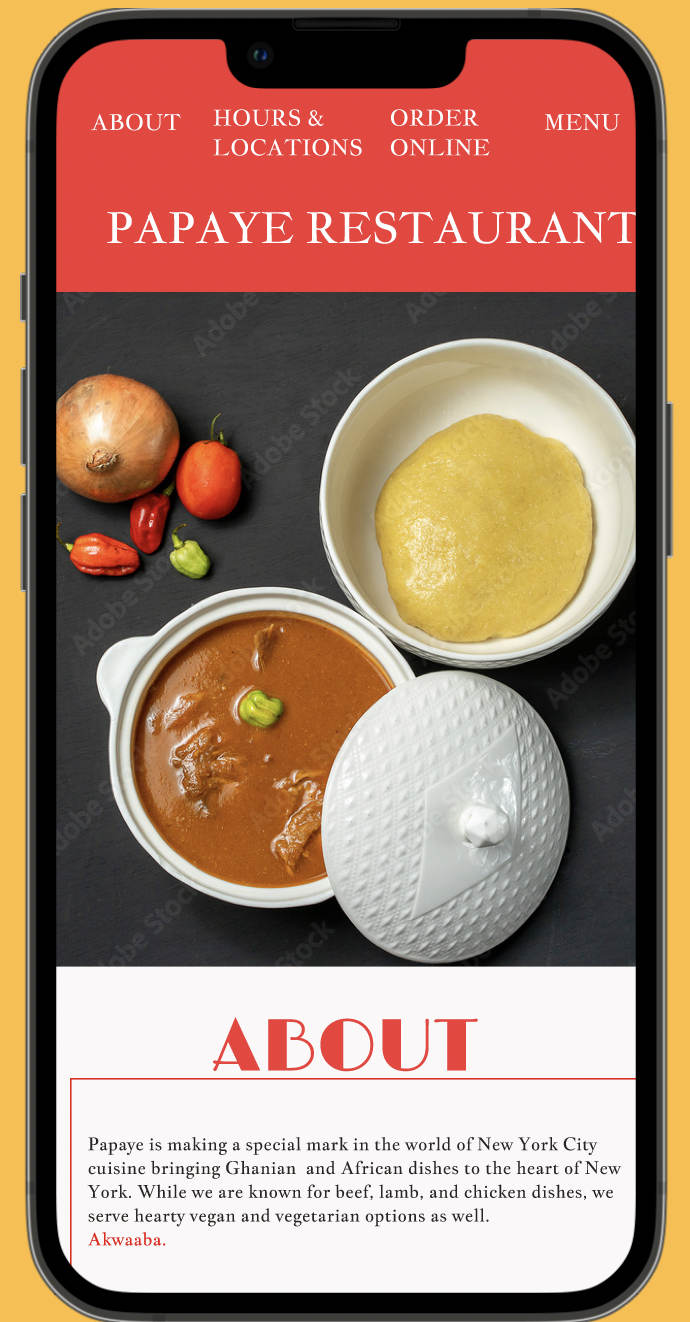 ABOUT
HOURS &
LOCATIONS
ORDER
ONLINE
MENU
PAPAYE RESTAURANT
Adobe Stock
ABOUT
Papaye is making a special mark in the world of New York City
cuisine bringing Ghanian  and African dishes to the heart of New
York. While we are known for beef, lamb, and chicken dishes, we
serve hearty vegan and vegetarian options as well.
Akwaaba.